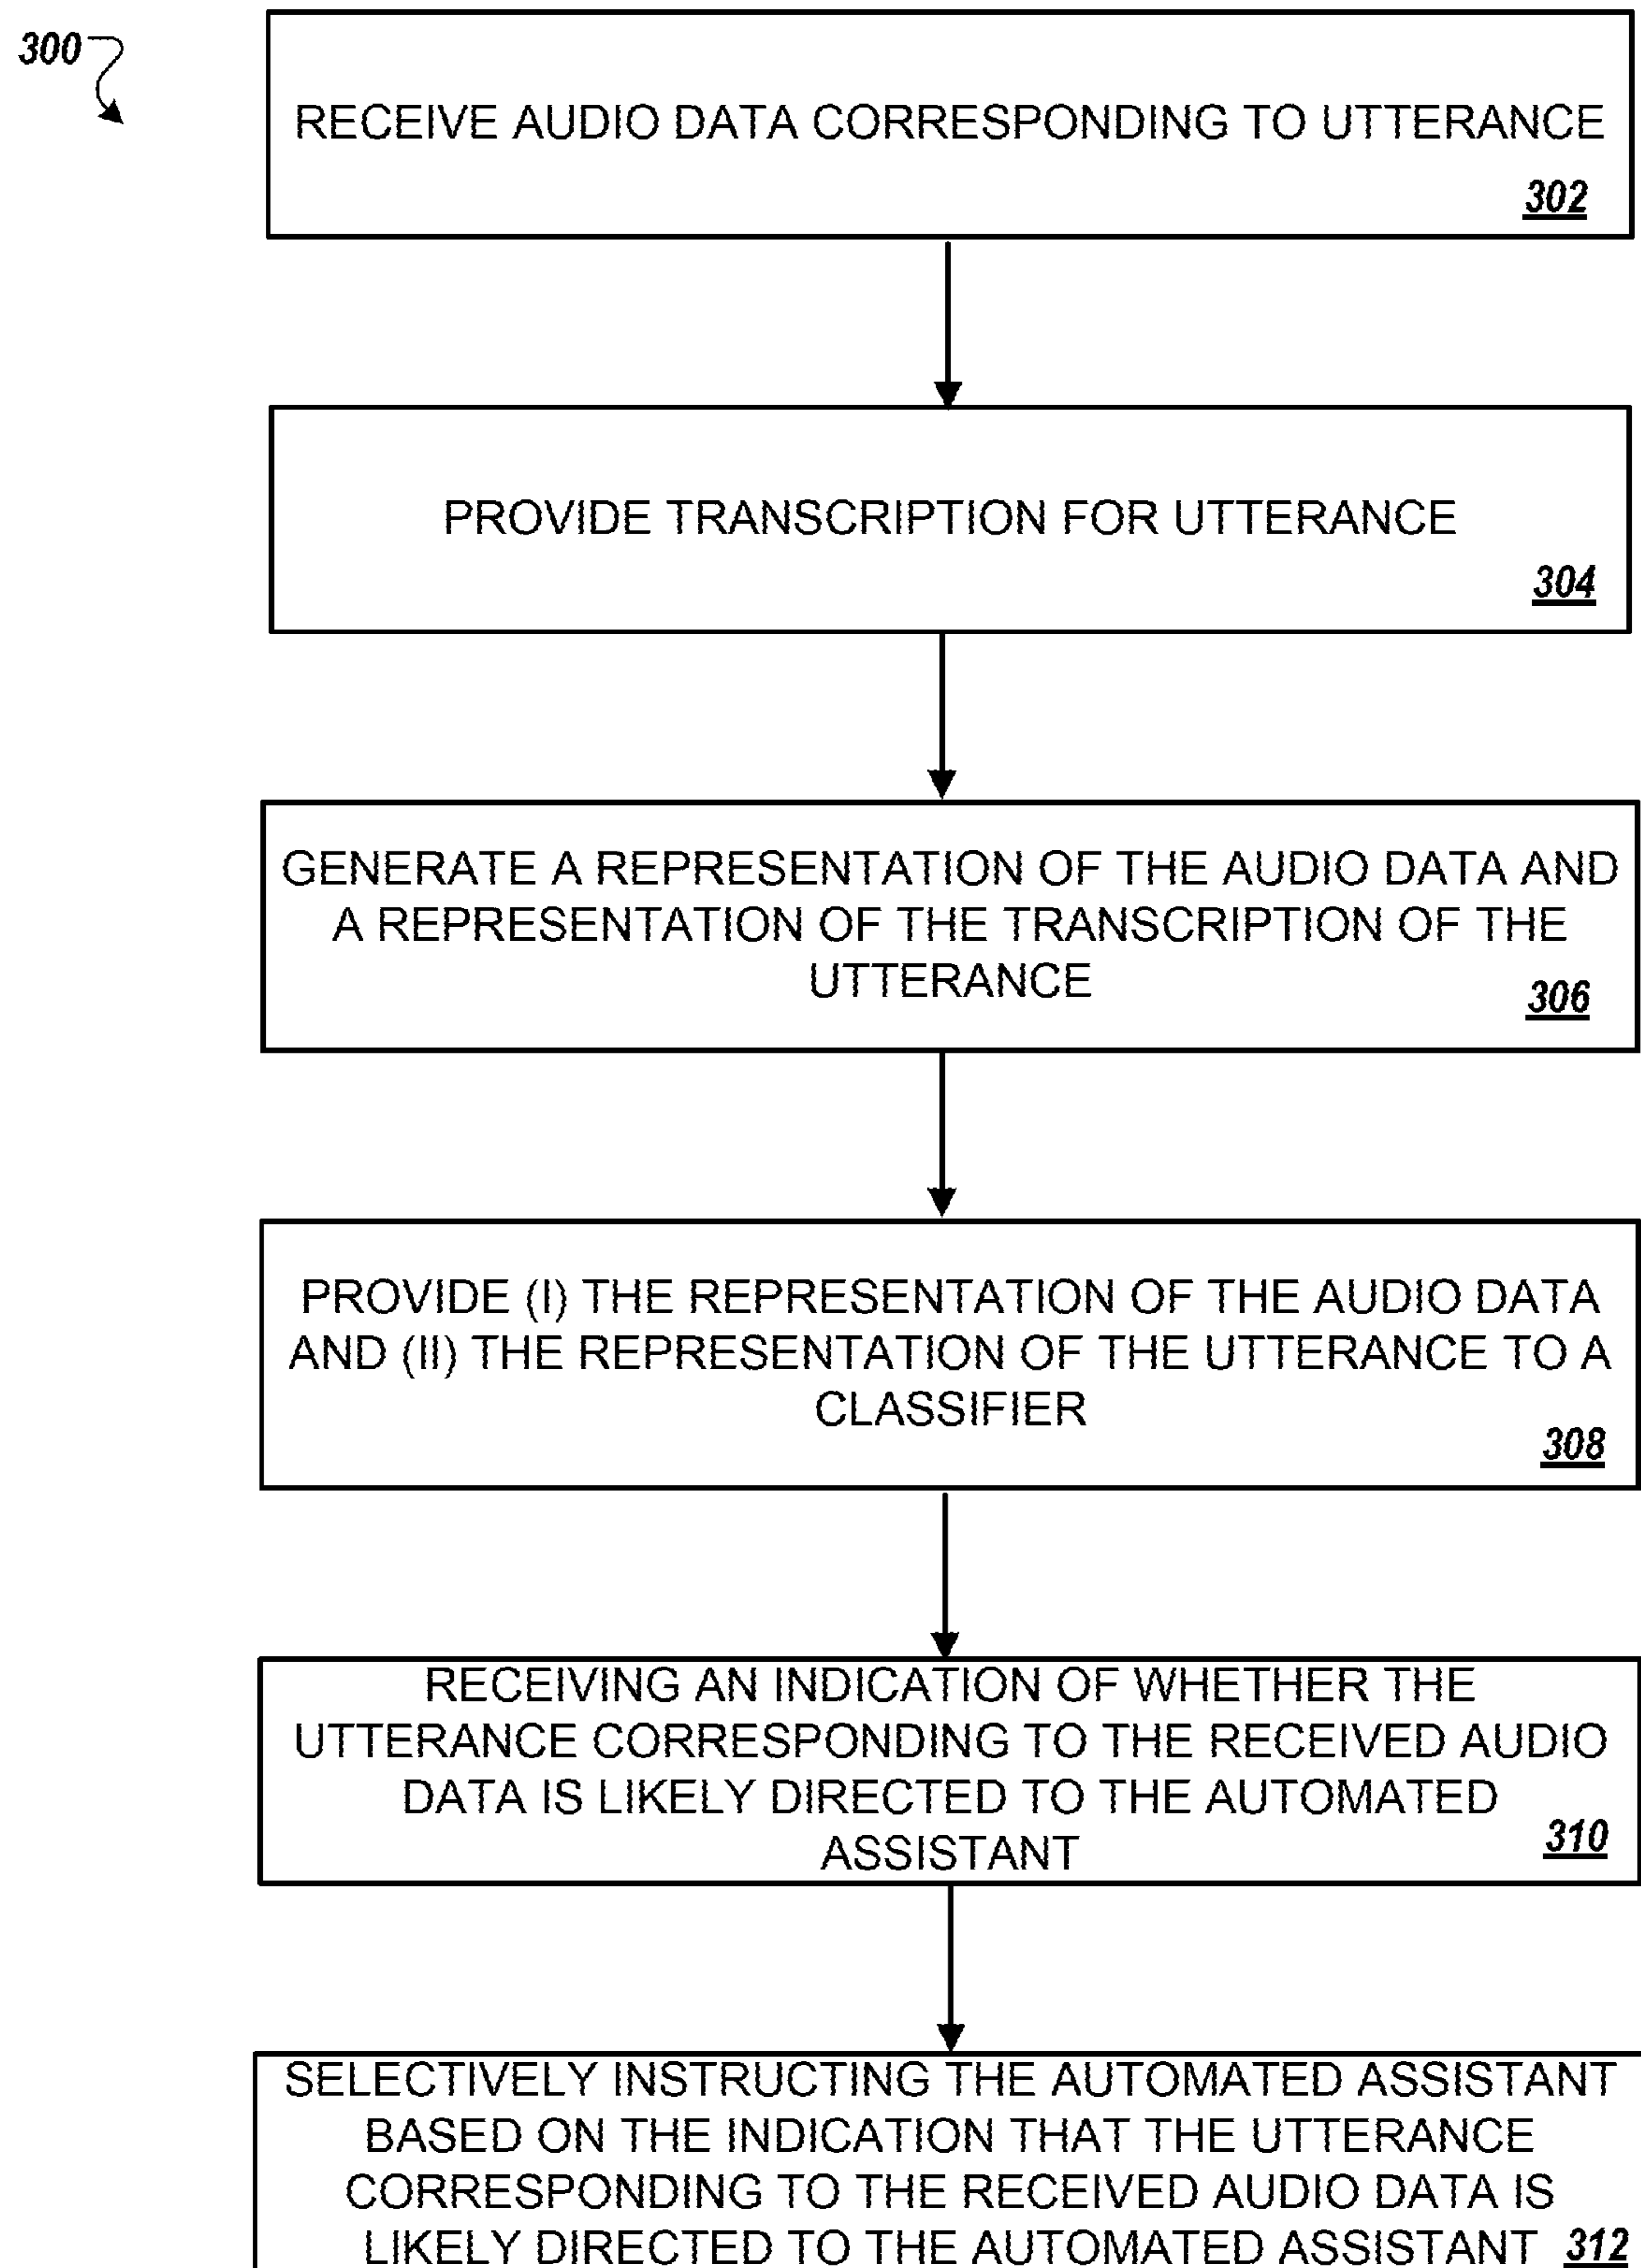 300
RECEIVE AUDIO DATA CORRESPONDING TO UTTERANCE
302
PROVIDE TRANSCRIPTION FOR UTTERANCE
304
GENERATE A REPRESENTATION OF THE AUDIO DATA AND
A REPRESENTATION OF THE TRANSCRIPTION OF THE
UTTERANCE
306
PROVIDE (I) THE REPRESENTATION OF THE AUDIO DATA
AND (II) THE REPRESENTATION OF THE UTTERANCE TO A
CLASSIFIER
308
RECEIVING AN INDICATION OF WHETHER THE
UTTERANCE CORRESPONDING TO THE RECEIVED AUDIO
DATA IS LIKELY DIRECTED TO THE AUTOMATED
ASSISTANT
310
SELECTIVELY INSTRUCTING THE AUTOMATED ASSISTANT
BASED ON THE INDICATION THAT THE UTTERANCE
CORRESPONDING TO THE RECEIVED AUDIO DATA IS
LIKELY DIRECTED TO THE AUTOMATED ASSISTANT 312